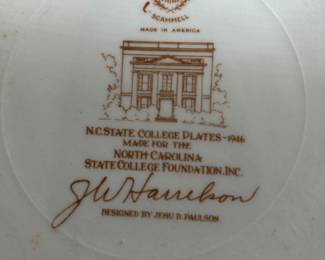 SCAMMELL
MADE IN AMERICA
N.C. STATE COLLEGE PLATES-1946
MADE FOR THE
NORTH CAROLINA
STATE COLLEGE FOUNDATION, INC.
J W Harrelson
DESIGNED BY JEHU D. PAULSON